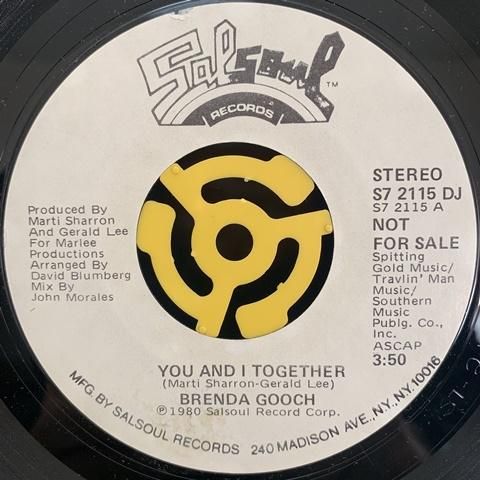 Salsoul
TM
RECORDS
Produced By
Marti Sharron
and Gerald Lee
For Marlee
Productions
Arranged By
David Blumberg
Mix By
John Morales
STEREO
S7 2115 DJ
S7 2115 A
NOT
FOR SALE
Spitting
Gold Music/
Travlin' Man
Music/
Southern
Music
Publg. Co.,
Inc.
ASCAP
3:50
YOU AND I TOGETHER
(Marti Sharron-Gerald Lee)
BRENDA GOOCH
℗ 1980 Salsoul Record Corp.
MFG. BY SALSOUL RECORDS 240 MADISON AVE., N.Y., N.Y. 10016